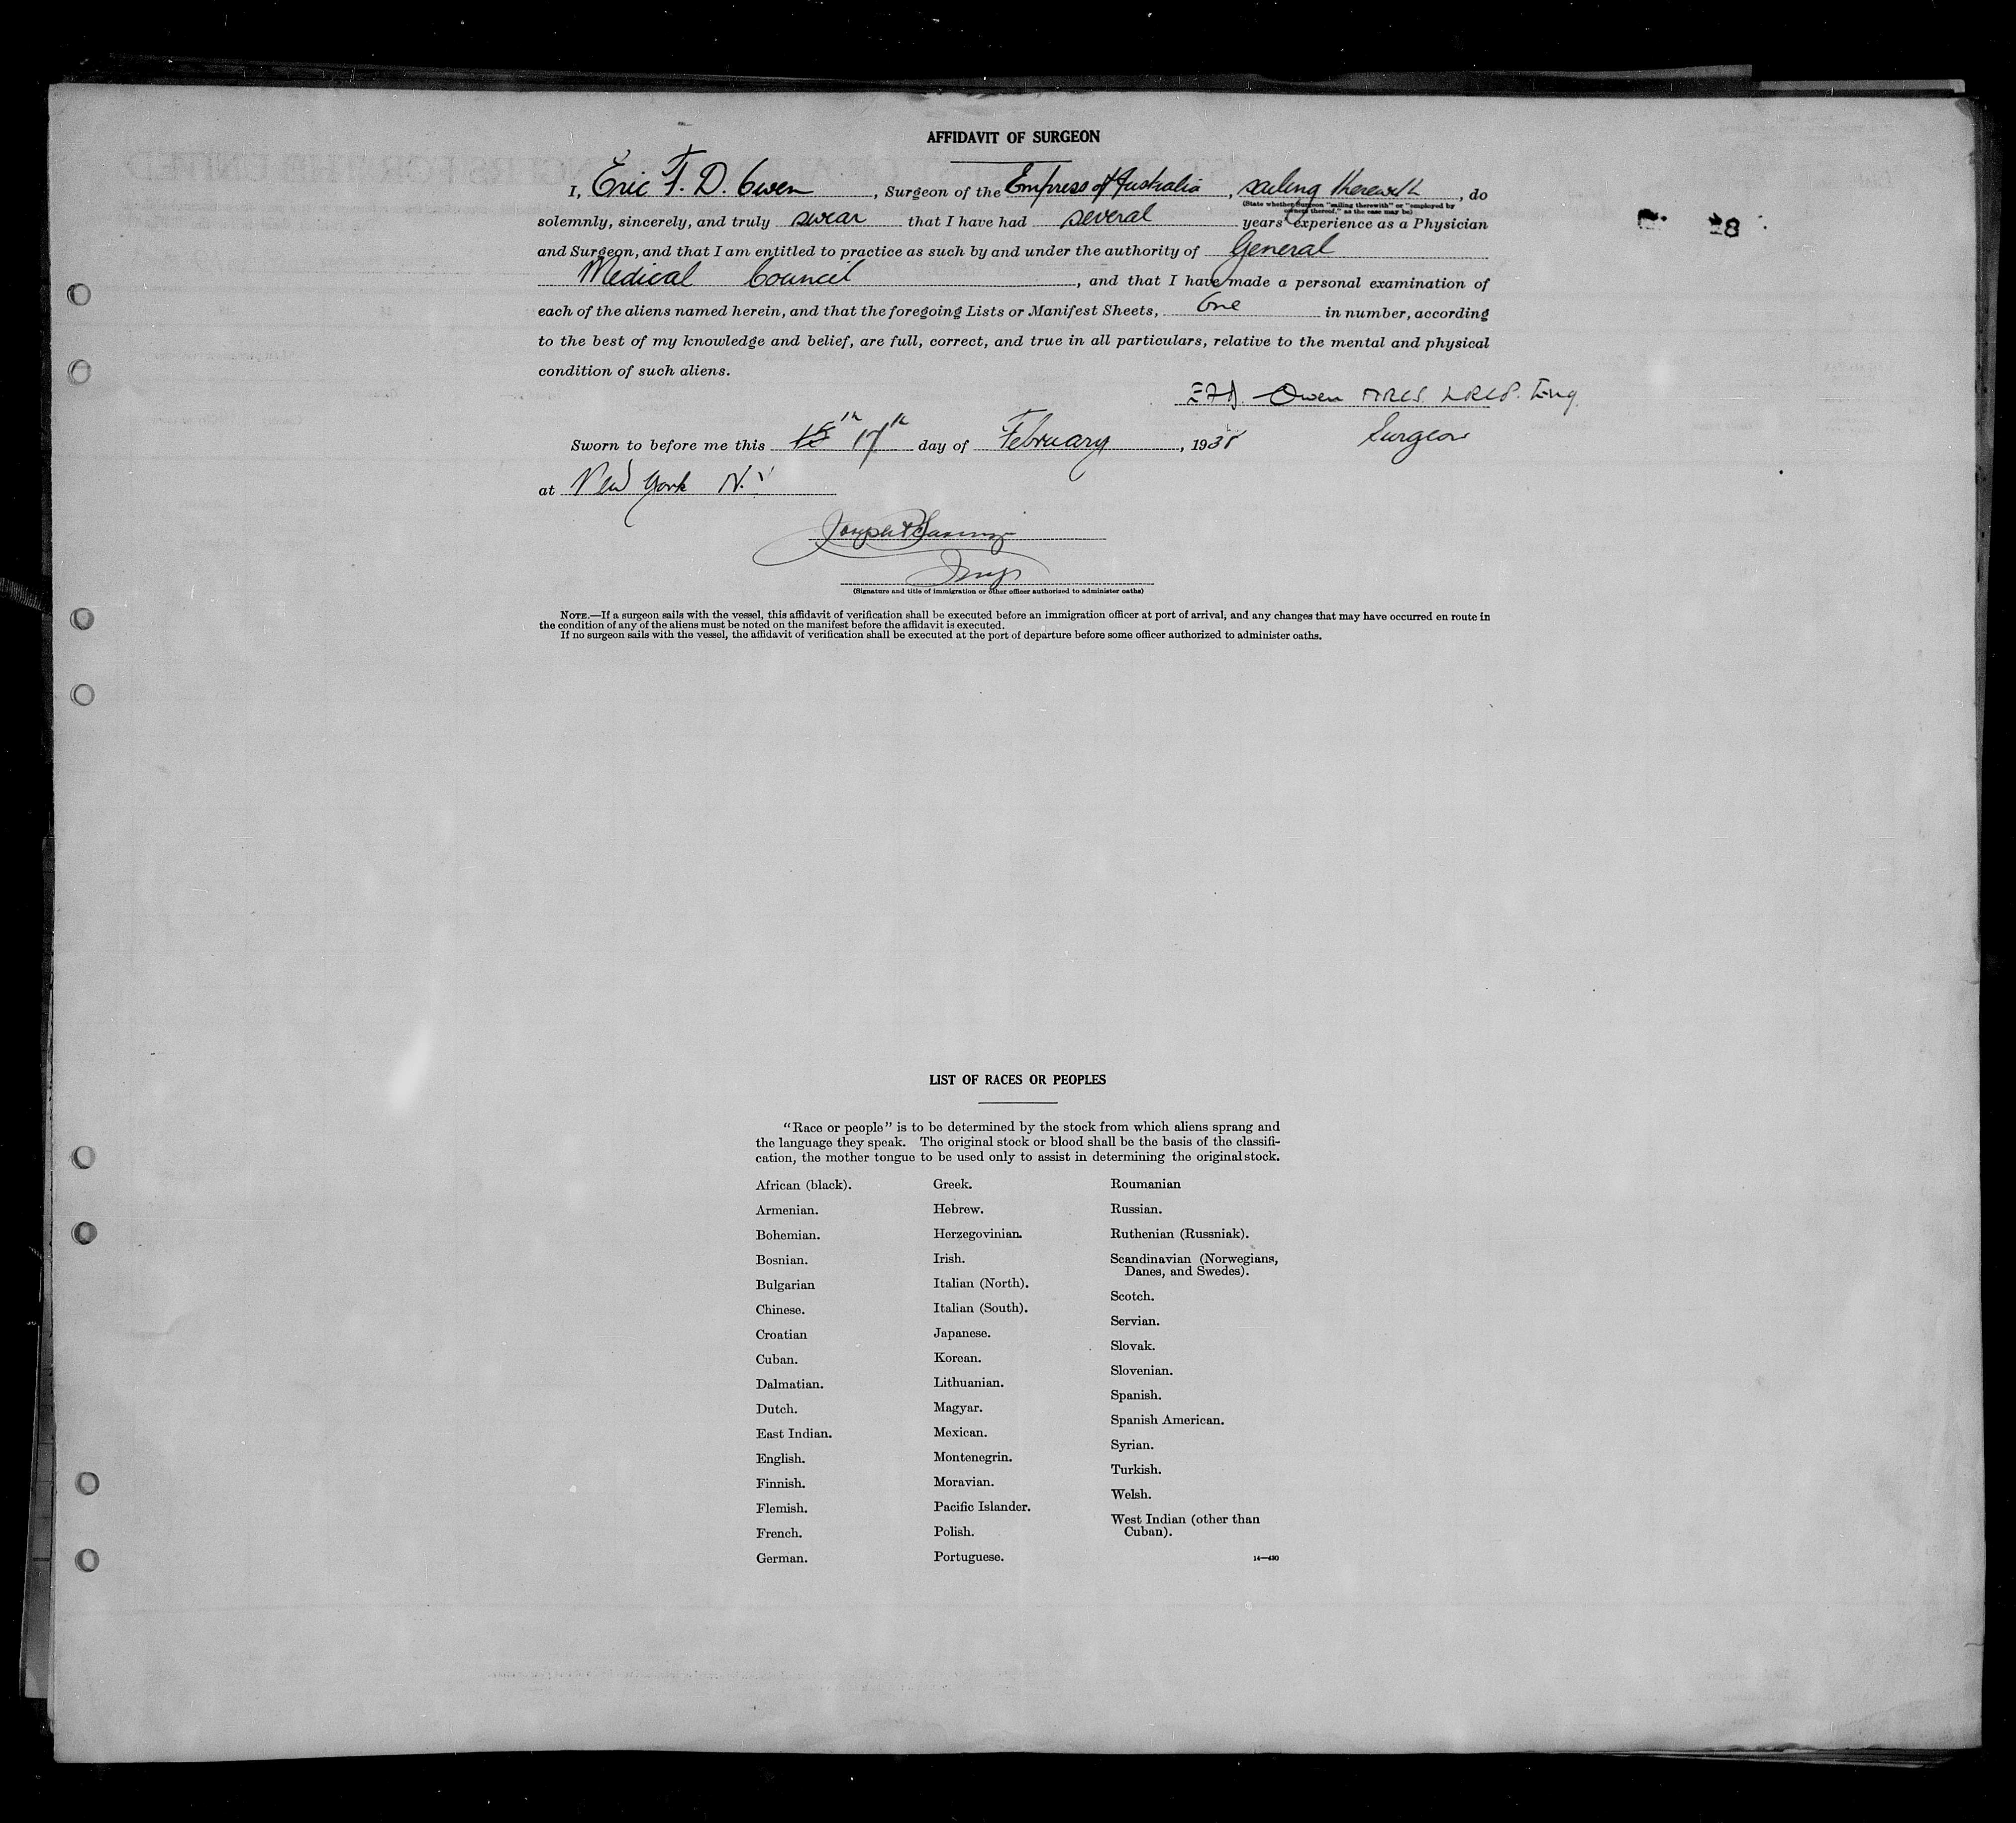 AFFIDAVIT OF SURGEON
I, Eric F. D. Owen, Surgeon of the Empress of Australia, sailing therewith, do
(State whether Surgeon "sailing therewith" or "employed by
owners thereof," as the case may be)
solemnly, sincerely, and truly swear that I have had several years' experience as a Physician
and Surgeon, and that I am entitled to practice as such by and under the authority of General
Medical Council, and that I have made a personal examination of
each of the aliens named herein, and that the foregoing Lists or Manifest Sheets, One in number, according
to the best of my knowledge and belief, are full, correct, and true in all particulars, relative to the mental and physical
condition of such aliens.
EFD. Owen MRCS. LRCP. Eng.
Surgeon
Sworn to before me this 17th day of February, 1938
at New York N.Y
(Signature and title of immigration or other officer authorized to administer oaths)
NOTE.—If a surgeon sails with the vessel, this affidavit of verification shall be executed before an immigration officer at port of arrival, and any changes that may have occurred en route in
the condition of any of the aliens must be noted on the manifest before the affidavit is executed.
If no surgeon sails with the vessel, the affidavit of verification shall be executed at the port of departure before some officer authorized to administer oaths.
LIST OF RACES OR PEOPLES
"Race or people" is to be determined by the stock from which aliens sprang and
the language they speak. The original stock or blood shall be the basis of the classifi-
cation, the mother tongue to be used only to assist in determining the original stock.
African (black).
Armenian.
Bohemian.
Bosnian.
Bulgarian
Chinese.
Croatian
Cuban.
Dalmatian.
Dutch.
East Indian.
English.
Finnish.
Flemish.
French.
German.
Greek.
Hebrew.
Herzegovinian.
Irish.
Italian (North).
Italian (South).
Japanese.
Korean.
Lithuanian.
Magyar.
Mexican.
Montenegrin.
Moravian.
Pacific Islander.
Polish.
Portuguese.
Roumanian
Russian.
Ruthenian (Russniak).
Scandinavian (Norwegians,
Danes, and Swedes).
Scotch.
Servian.
Slovak.
Slovenian.
Spanish.
Spanish American.
Syrian.
Turkish.
Welsh.
West Indian (other than
Cuban).
14—430